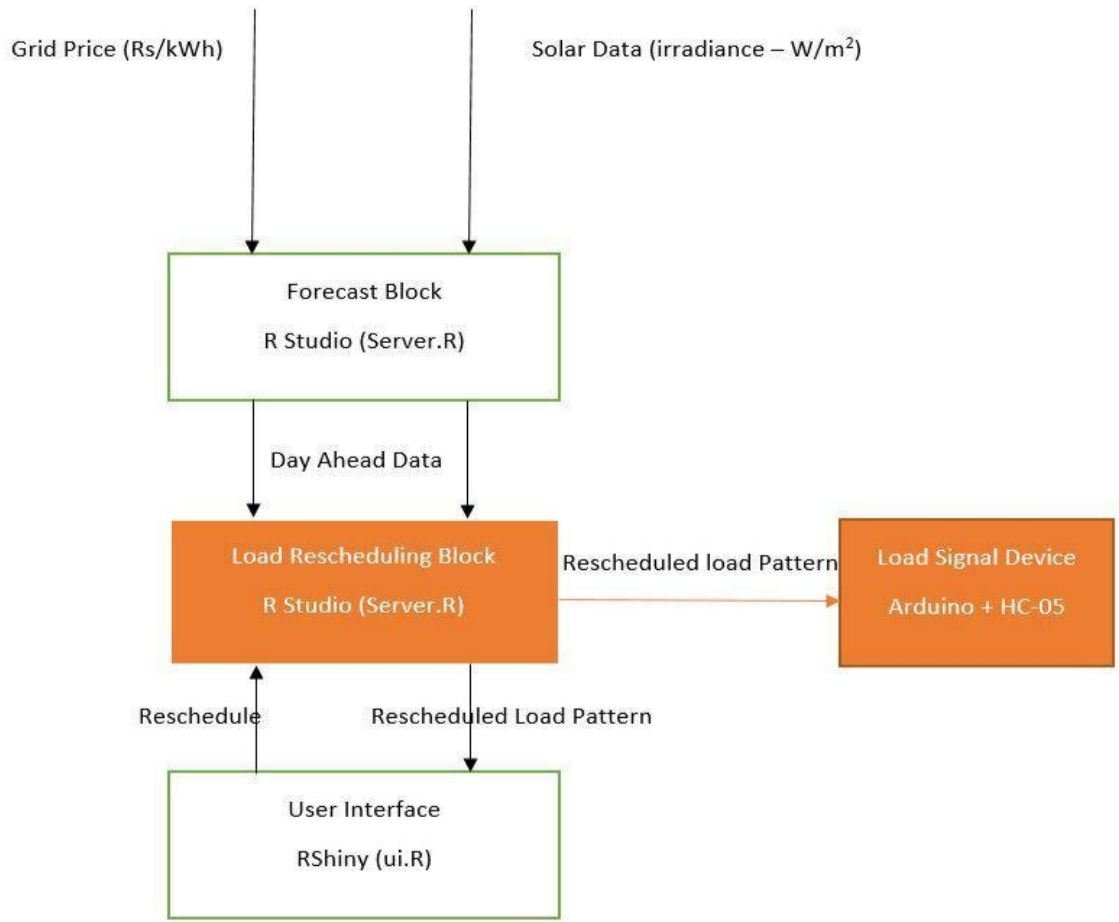 Grid Price (Rs/kWh)
Solar Data (irradiance – W/m²)
Forecast Block
R Studio (Server.R)
Day Ahead Data
Load Rescheduling Block
R Studio (Server.R)
Rescheduled load Pattern
Load Signal Device
Arduino + HC-05
Reschedule
Rescheduled Load Pattern
User Interface
RShiny (ui.R)